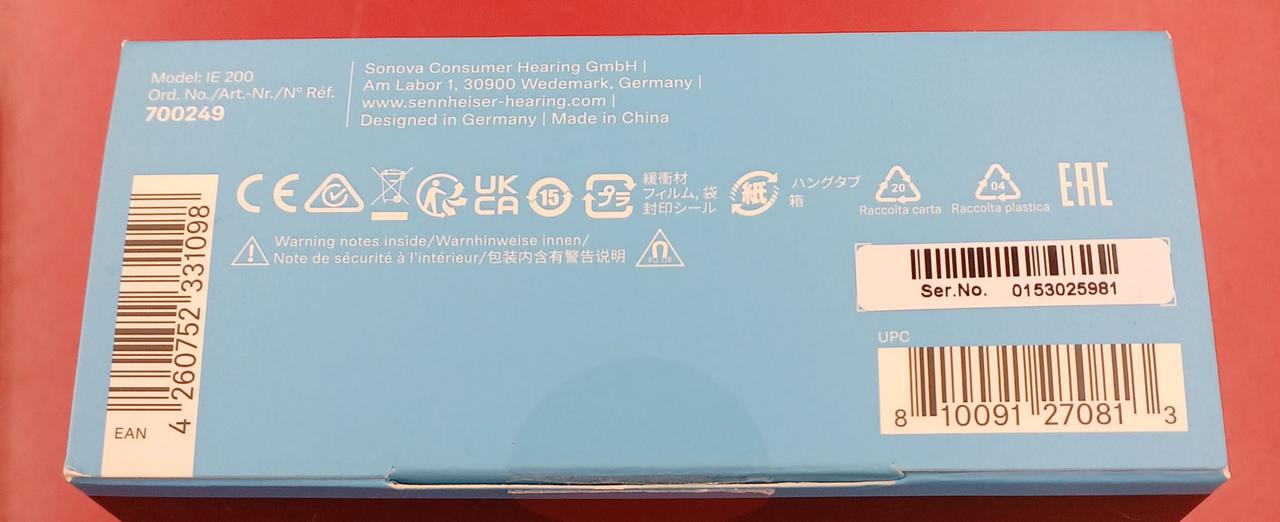 Model: IE 200
Ord. No./Art.-Nr./N° Réf.
700249
Sonova Consumer Hearing GmbH |
Am Labor 1, 30900 Wedemark, Germany |
www.sennheiser-hearing.com |
Designed in Germany | Made in China
CE
UK
CA
15
プラ
緩衝材
フィルム, 袋
封印シール
紙
ハングタブ
箱
20
Raccolta carta
04
Raccolta plastica
EAC
Warning notes inside/Warnhinweise innen/
Note de sécurité à l'intérieur/包装内含有警告说明
Ser.No. 0153025981
UPC
8 10091 27081 3
EAN
4 260752 331098